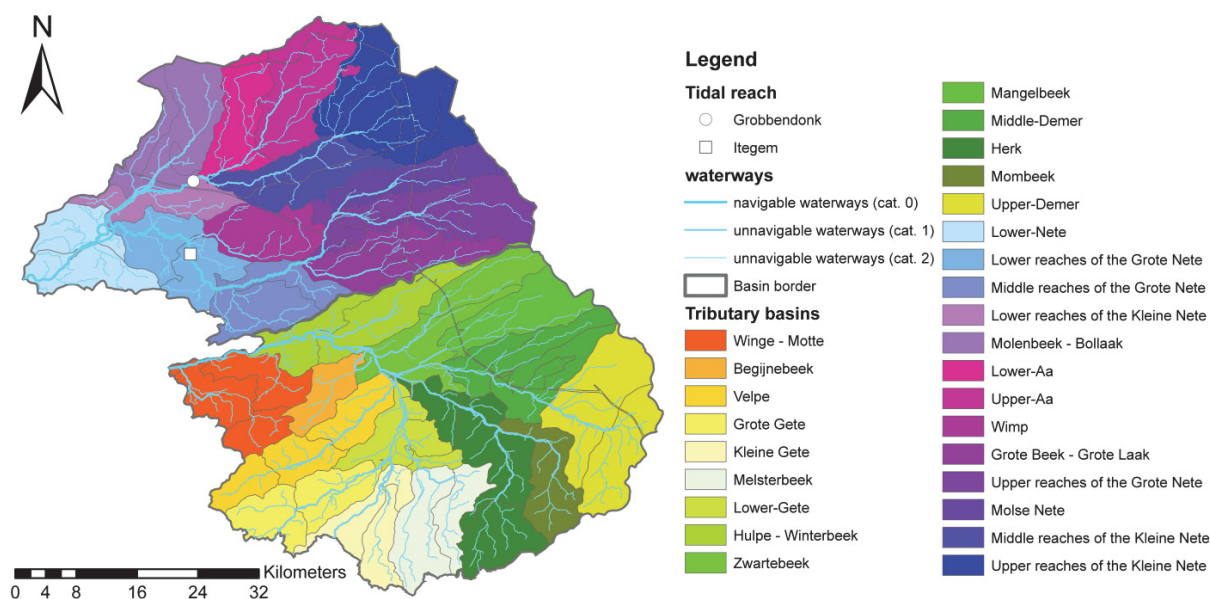 N
0 4 8 16 24 32
Kilometers
Legend
Tidal reach
Grobbendonk
Itegem
waterways
navigable waterways (cat. 0)
unnavigable waterways (cat. 1)
unnavigable waterways (cat. 2)
Basin border
Tributary basins
Winge - Motte
Begijnebeek
Velpe
Grote Gete
Kleine Gete
Melsterbeek
Lower-Gete
Hulpe - Winterbeek
Zwartebeek
Mangelbeek
Middle-Demer
Herk
Mombeek
Upper-Demer
Lower-Nete
Lower reaches of the Grote Nete
Middle reaches of the Grote Nete
Lower reaches of the Kleine Nete
Molenbeek - Bollaak
Lower-Aa
Upper-Aa
Wimp
Grote Beek - Grote Laak
Upper reaches of the Grote Nete
Molse Nete
Middle reaches of the Kleine Nete
Upper reaches of the Kleine Nete